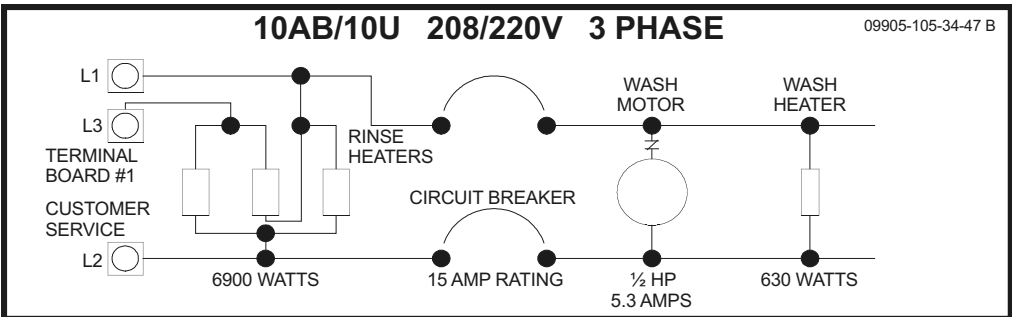 10AB/10U 208/220V 3 PHASE
09905-105-34-47 B
L1
L3
TERMINAL
BOARD #1
CUSTOMER
SERVICE
L2
RINSE
HEATERS
6900 WATTS
CIRCUIT BREAKER
15 AMP RATING
WASH
MOTOR
½ HP
5.3 AMPS
WASH
HEATER
630 WATTS